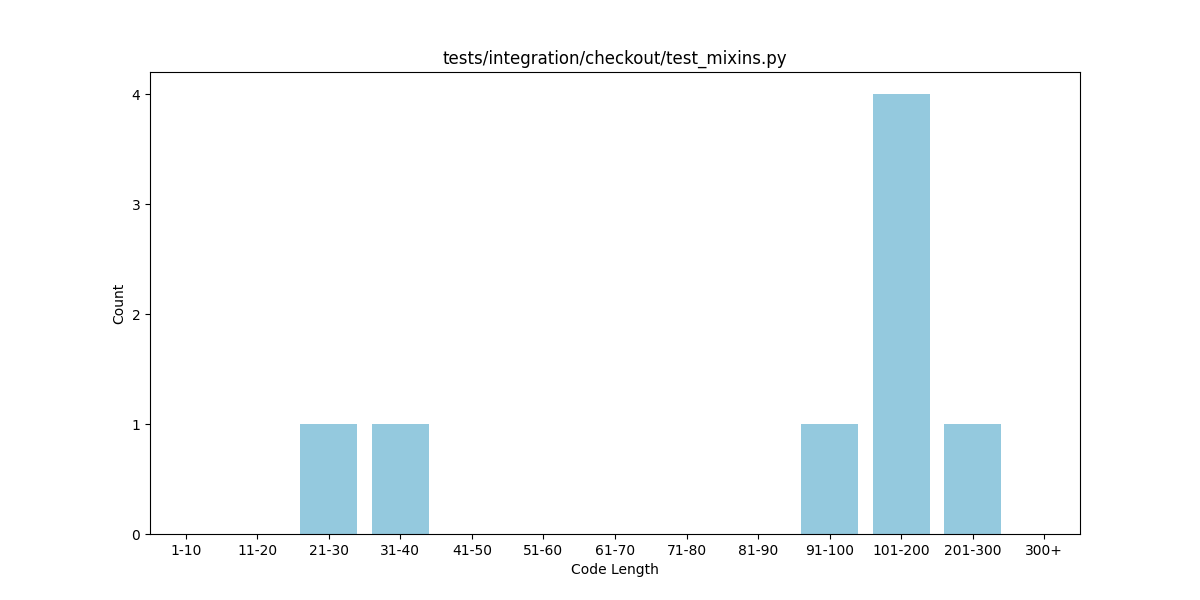 tests/integration/checkout/test_mixins.py
4
3
2
1
0
Count
1-10 11-20 21-30 31-40 41-50 51-60 61-70 71-80 81-90 91-100 101-200 201-300 300+
Code Length